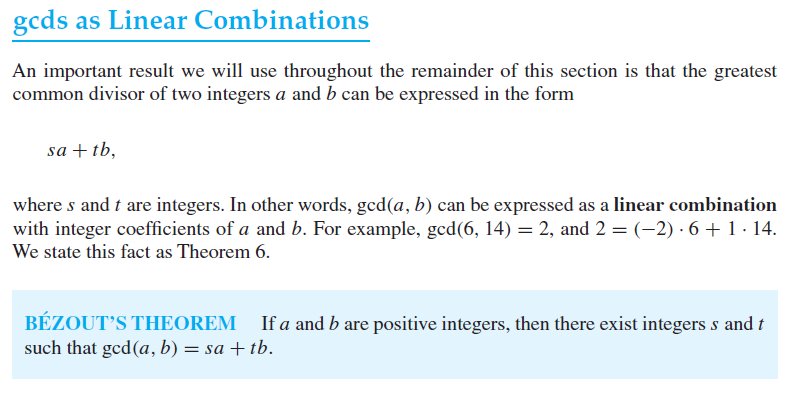 gcds as Linear Combinations
An important result we will use throughout the remainder of this section is that the greatest
common divisor of two integers a and b can be expressed in the form
sa + tb,
where s and t are integers. In other words, gcd(a, b) can be expressed as a linear combination
with integer coefficients of a and b. For example, gcd(6, 14) = 2, and 2 = (−2) · 6 + 1 · 14.
We state this fact as Theorem 6.
BÉZOUT'S THEOREM If a and b are positive integers, then there exist integers s and t
such that gcd(a, b) = sa + tb.